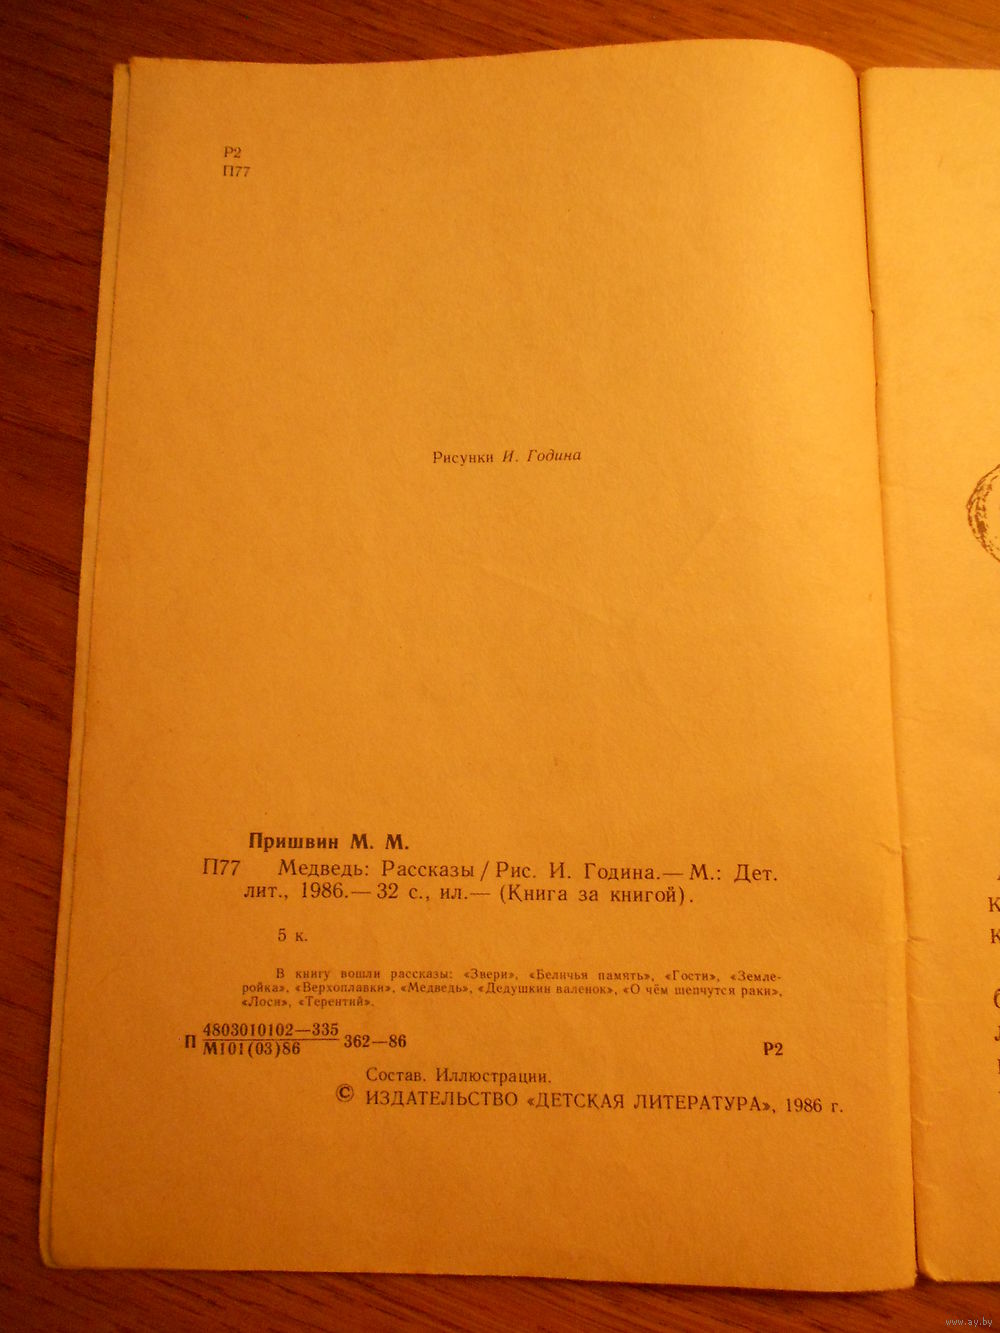 Р2
П77
Рисунки И. Година
Пришвин М. М.
П77 Медведь: Рассказы / Рис. И. Година.— М.: Дет.
лит., 1986.— 32 с., ил.— (Книга за книгой).
5 к.
В книгу вошли рассказы: «Звери», «Беличья память», «Гости», «Земле-
ройка», «Верхоплавки», «Медведь», «Дедушкин валенок», «О чём шепчутся раки»,
«Лоси», «Терентий».
П 4803010102—335
М101(03)86 362—86
Р2
Состав. Иллюстрации.
© ИЗДАТЕЛЬСТВО «ДЕТСКАЯ ЛИТЕРАТУРА», 1986 г.
www.ay.by